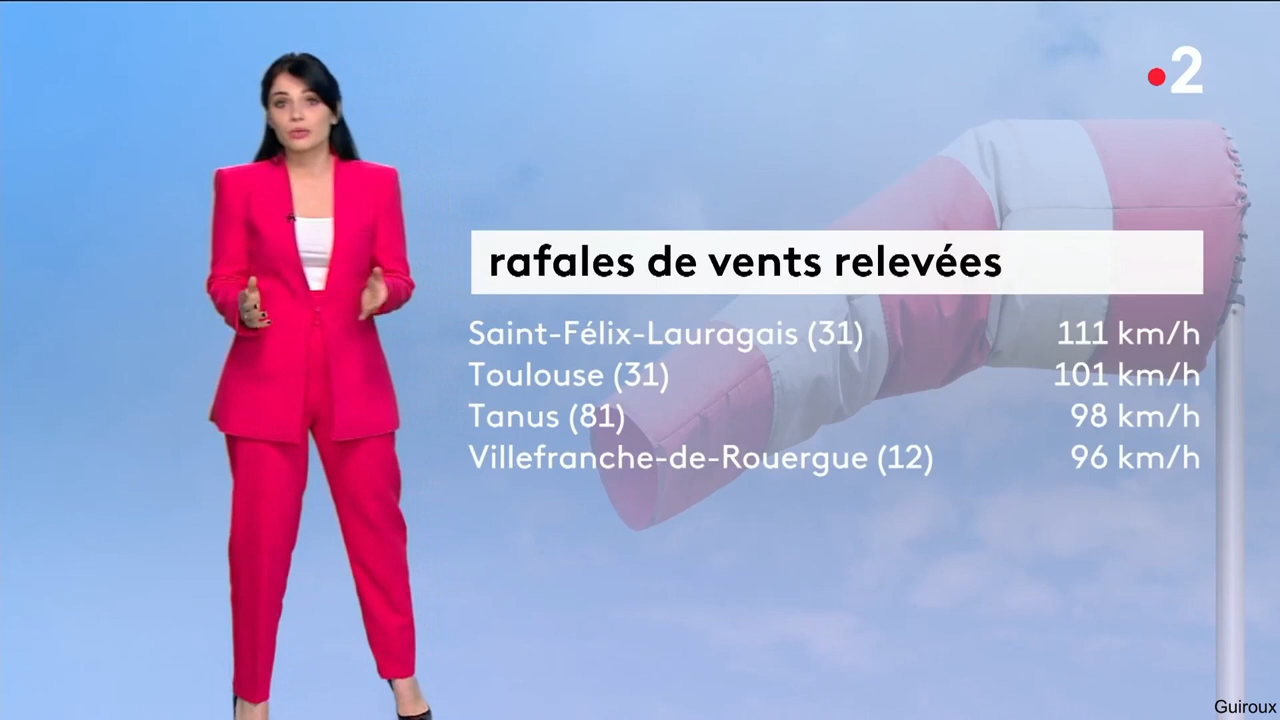 2
rafales de vents relevées
Saint-Félix-Lauragais (31) 111 km/h
Toulouse (31) 101 km/h
Tanus (81) 98 km/h
Villefranche-de-Rouergue (12) 96 km/h
Guiroux